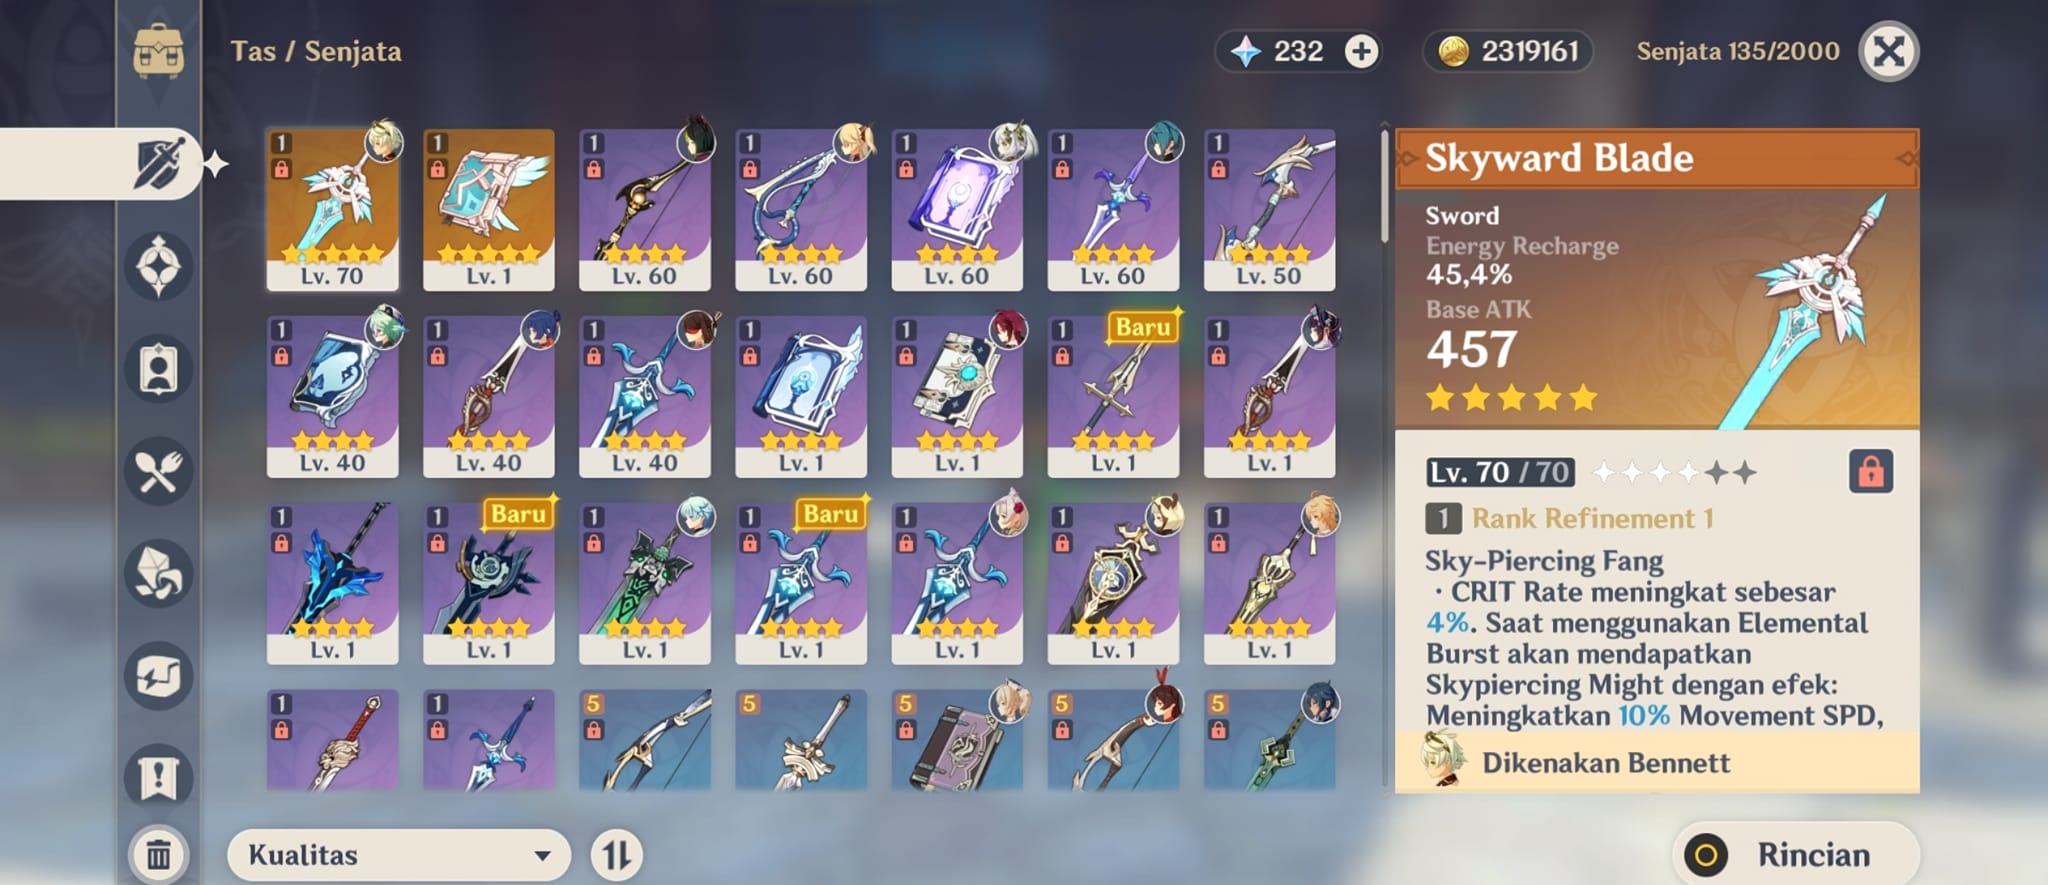 Tas / Senjata
232
2319161
Senjata 135/2000
1 1 1 1 1 1 1
Lv. 70 Lv. 1 Lv. 60 Lv. 60 Lv. 60 Lv. 60 Lv. 50
1 1 1 1 1 1 Baru 1
Lv. 40 Lv. 40 Lv. 40 Lv. 1 Lv. 1 Lv. 1 Lv. 1
1 1 Baru 1 1 Baru 1 1 1
Lv. 1 Lv. 1 Lv. 1 Lv. 1 Lv. 1 Lv. 1 Lv. 1
1 1 5 5 5 5 5
Kualitas
Skyward Blade
Sword
Energy Recharge
45,4%
Base ATK
457
Lv. 70 / 70
1 Rank Refinement 1
Sky-Piercing Fang
· CRIT Rate meningkat sebesar
4%. Saat menggunakan Elemental
Burst akan mendapatkan
Skypiercing Might dengan efek:
Meningkatkan 10% Movement SPD,
Dikenakan Bennett
Rincian